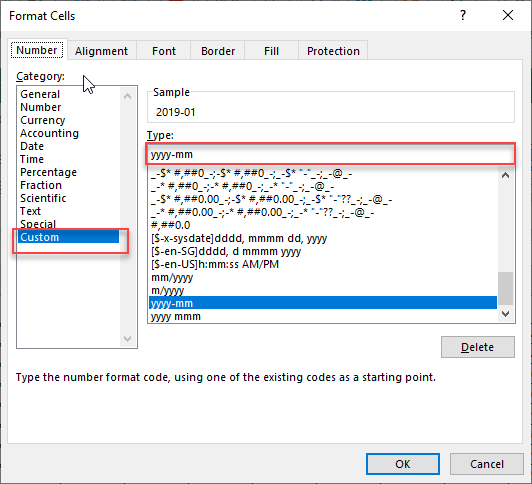 Format Cells
?
Number
Alignment
Font
Border
Fill
Protection
Category:
General
Number
Currency
Accounting
Date
Time
Percentage
Fraction
Scientific
Text
Special
Custom
Sample
2019-01
Type:
yyyy-mm
_-$* #,##0_-;-$* #,##0_-;_-$* "-"_-;_-@_-
_-* #,##0_-;-* #,##0_-;_-* "-"_-;_-@_-
_-$* #,##0.00_-;-$* #,##0.00_-;_-$* "-"??_-;_-@_-
_-* #,##0.00_-;-* #,##0.00_-;_-* "-"??_-;_-@_-
#,##0.0
[$-x-sysdate]dddd, mmmm dd, yyyy
[$-en-SG]dddd, d mmmm yyyy
[$-en-US]h:mm:ss AM/PM
mm/yyyy
m/yyyy
yyyy-mm
yyyy mmm
Delete
Type the number format code, using one of the existing codes as a starting point.
OK
Cancel